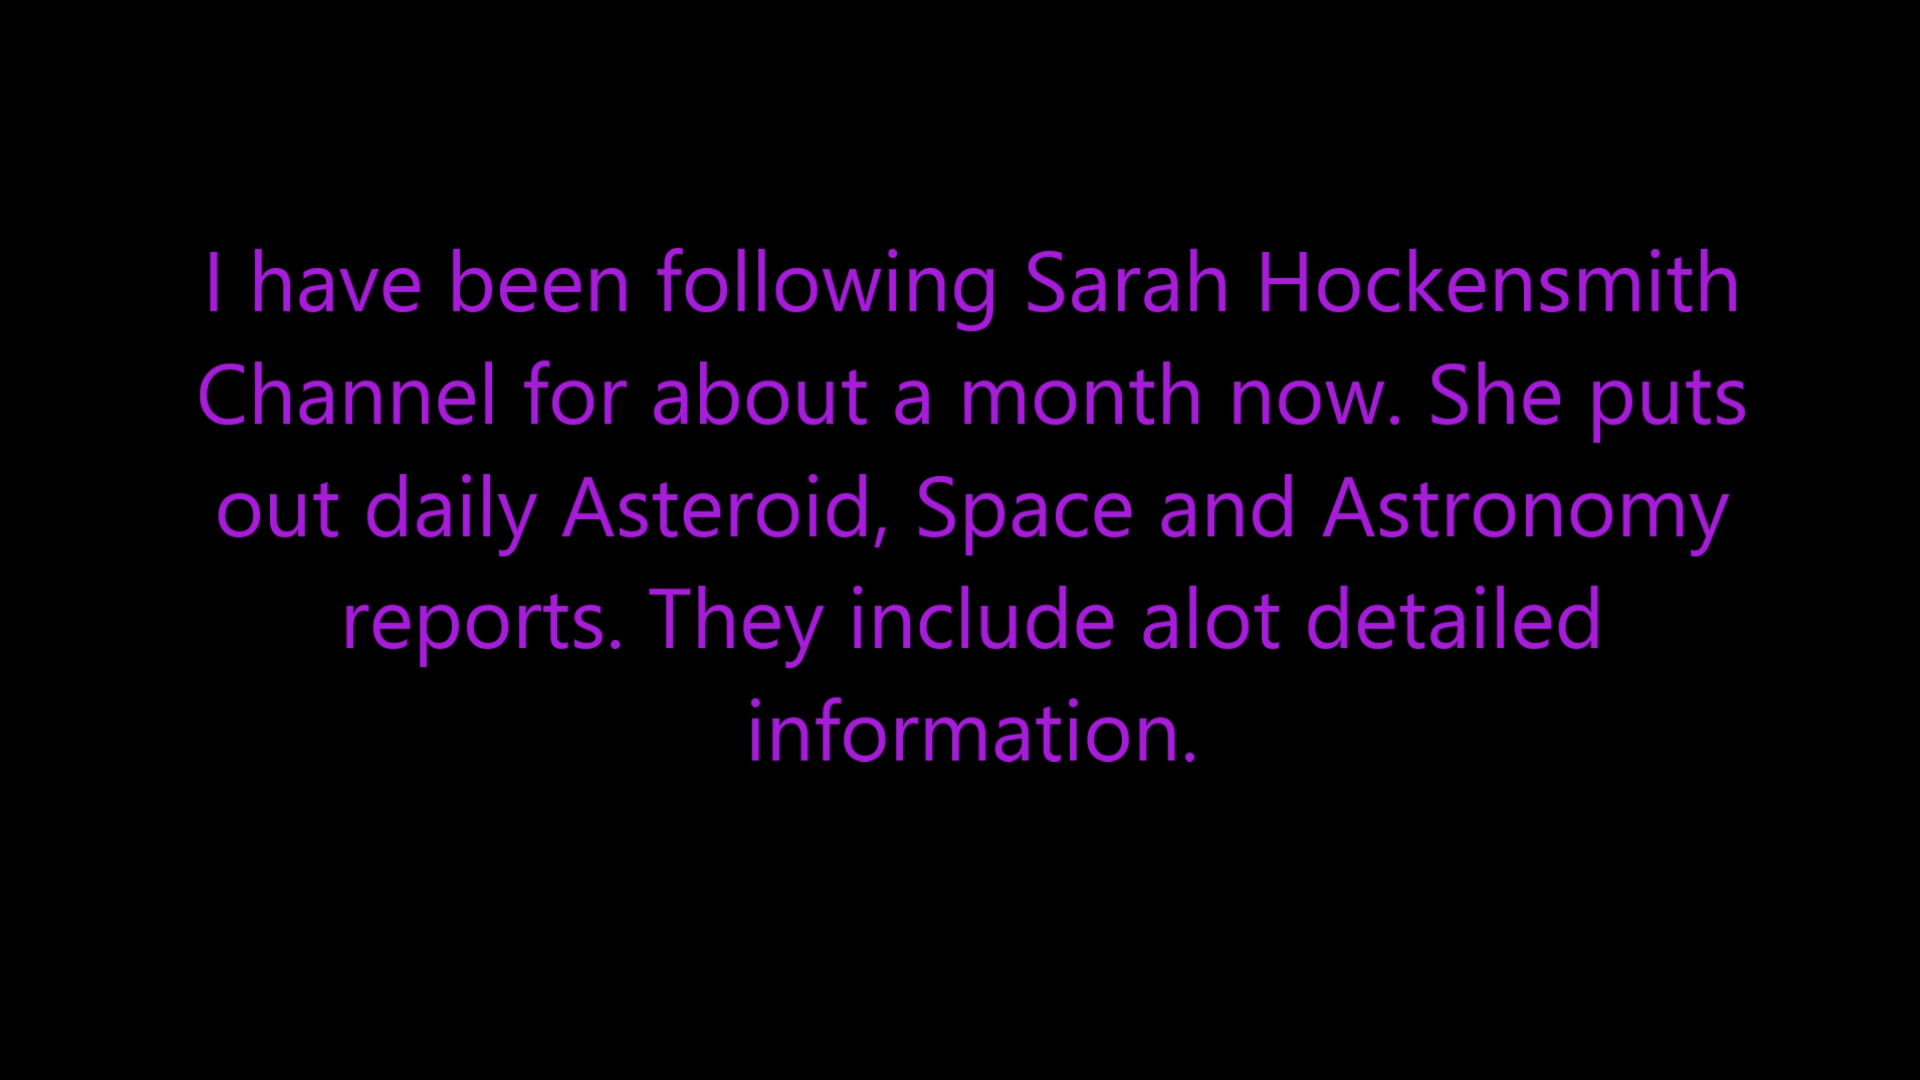 I have been following Sarah Hockensmith
Channel for about a month now. She puts
out daily Asteroid, Space and Astronomy
reports. They include alot detailed
information.